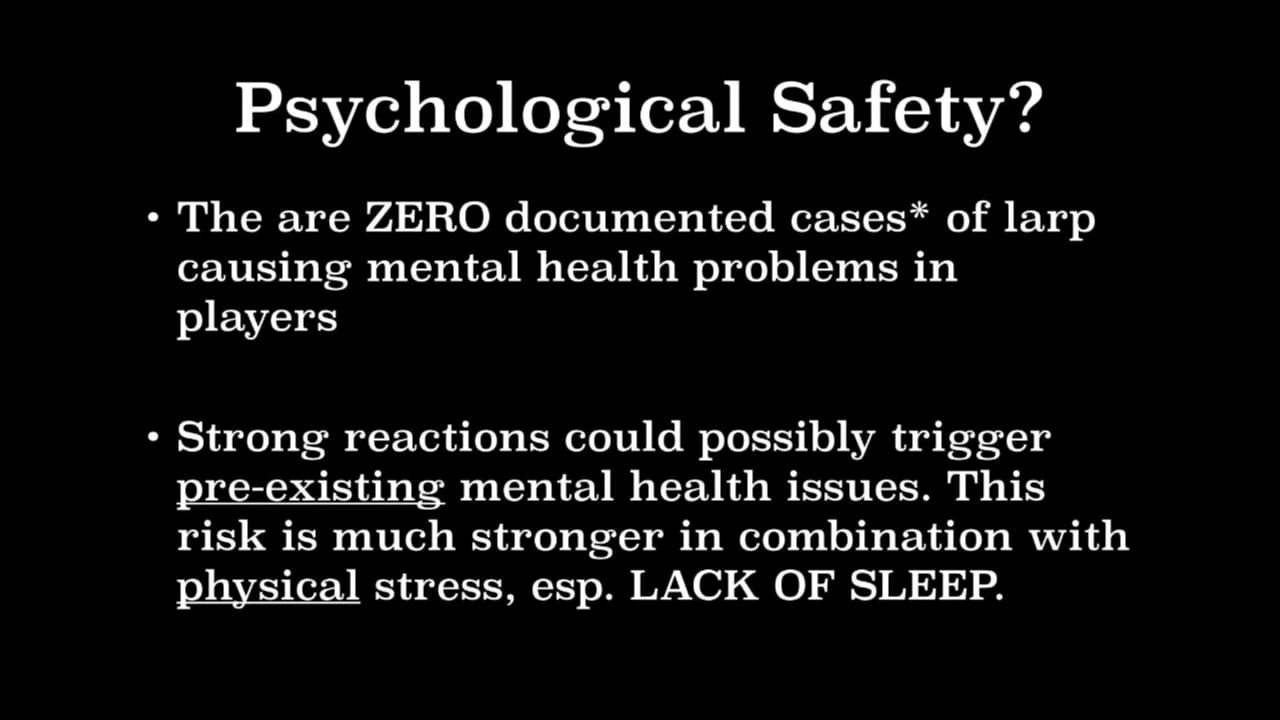 Psychological Safety?
• The are ZERO documented cases* of larp
causing mental health problems in
players
• Strong reactions could possibly trigger
pre-existing mental health issues. This
risk is much stronger in combination with
physical stress, esp. LACK OF SLEEP.